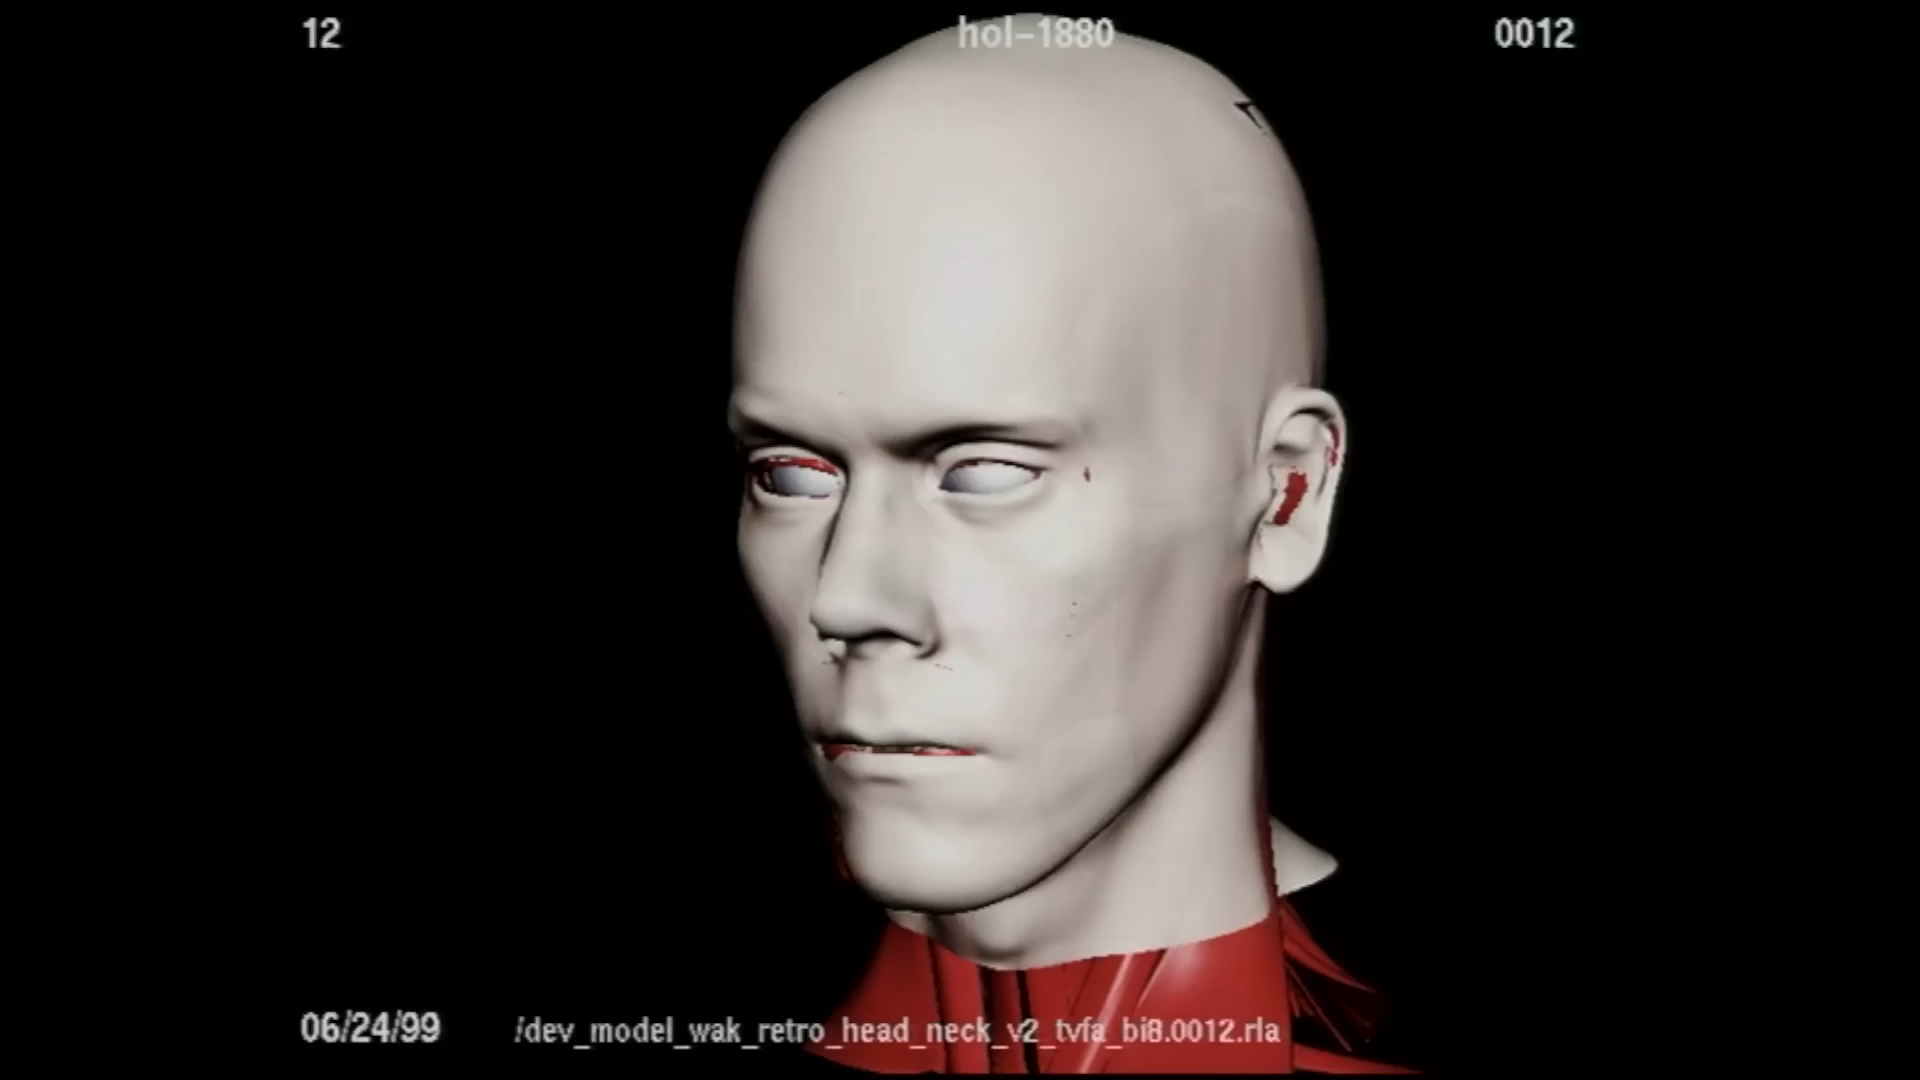 12 hol-1880 0012
06/24/99 /dev_model_wak_retro_head_neck_v2_tvfa_bi8.0012.rla